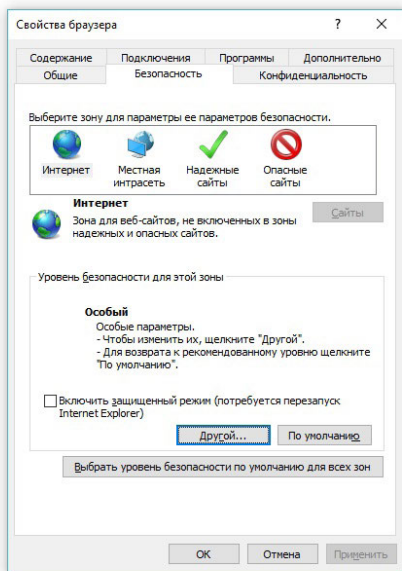 Свойства браузера
Содержание Подключения Программы Дополнительно
Общие Безопасность Конфиденциальность
Выберите зону для параметры ее параметров безопасности.
Интернет Местная интрасеть Надежные сайты Опасные сайты
Интернет
Зона для веб-сайтов, не включенных в зоны
надежных и опасных сайтов.
Сайты
Уровень безопасности для этой зоны
Особый
Особые параметры.
- Чтобы изменить их, щелкните "Другой".
- Для возврата к рекомендованному уровню щелкните
"По умолчанию".
Включить защищенный режим (потребуется перезапуск
Internet Explorer)
Другой... По умолчанию
Выбрать уровень безопасности по умолчанию для всех зон
ОК Отмена Применить